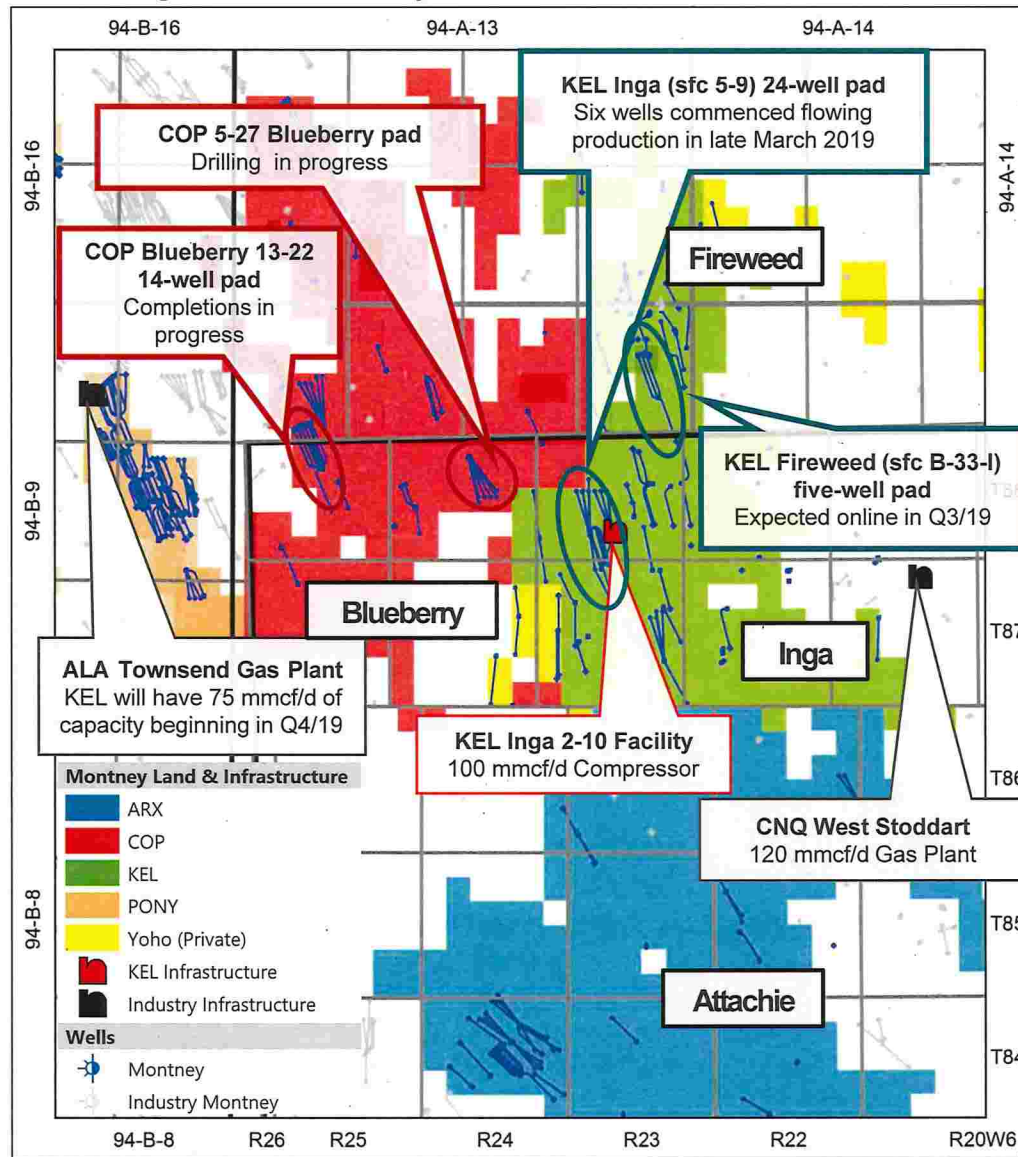 94-B-16
94-A-13
94-A-14
KEL Inga (sfc 5-9) 24-well pad
Six wells commenced flowing
production in late March 2019
COP 5-27 Blueberry pad
Drilling in progress
94-B-16
94-A-14
COP Blueberry 13-22
14-well pad
Completions in
progress
Fireweed
KEL Fireweed (sfc B-33-I)
five-well pad
Expected online in Q3/19
94-B-9
Blueberry
Inga
T87
ALA Townsend Gas Plant
KEL will have 75 mmcf/d of
capacity beginning in Q4/19
KEL Inga 2-10 Facility
100 mmcf/d Compressor
T86
CNQ West Stoddart
120 mmcf/d Gas Plant
Montney Land & Infrastructure
ARX
COP
KEL
PONY
Yoho (Private)
KEL Infrastructure
Industry Infrastructure
Wells
Montney
Industry Montney
94-B-8
T85
Attachie
T84
94-B-8
R26
R25
R24
R23
R22
R20W6